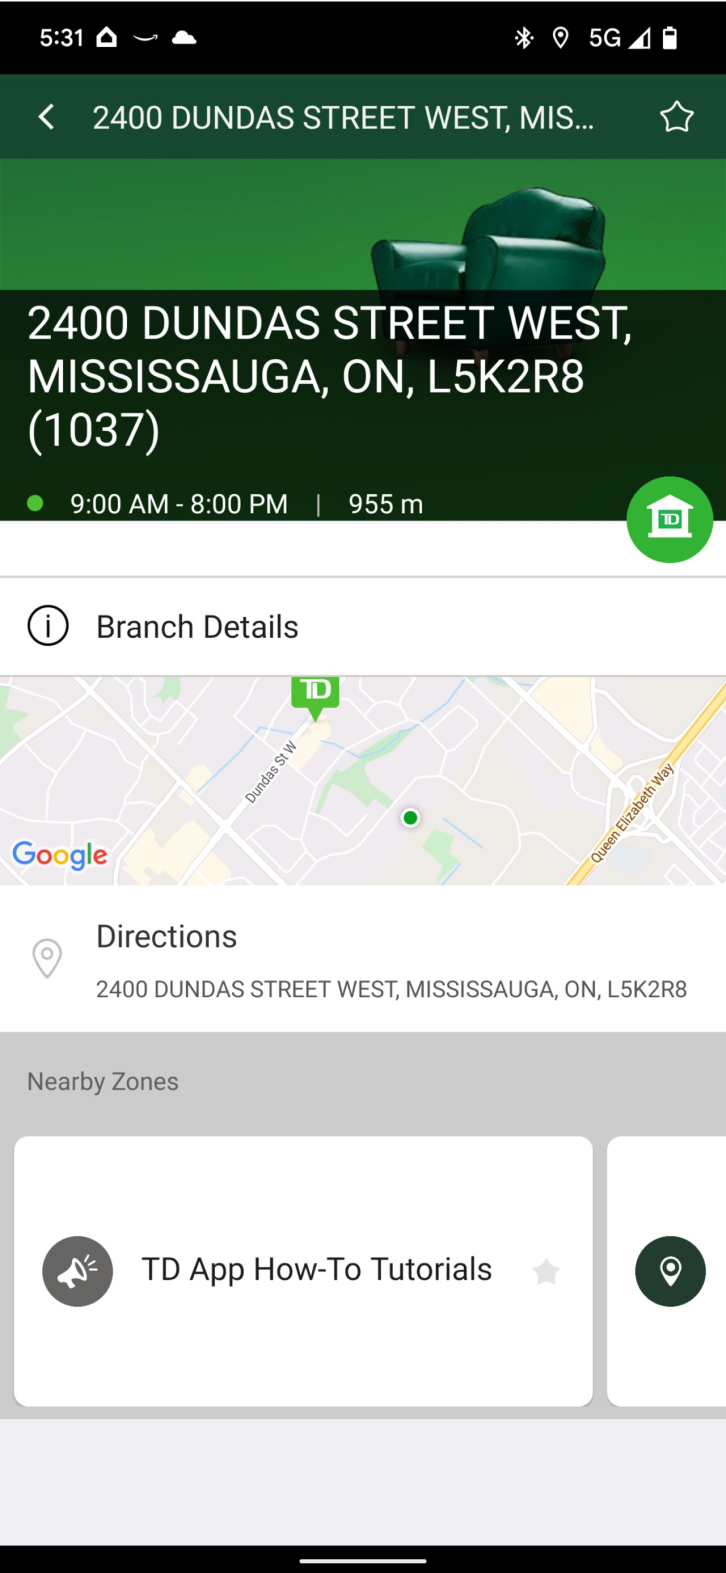 5:31
5G
2400 DUNDAS STREET WEST, MIS...
2400 DUNDAS STREET WEST,
MISSISSAUGA, ON, L5K2R8
(1037)
9:00 AM - 8:00 PM | 955 m
TD
Branch Details
TD
Dundas St W
Queen Elizabeth Way
Google
Directions
2400 DUNDAS STREET WEST, MISSISSAUGA, ON, L5K2R8
Nearby Zones
TD App How-To Tutorials